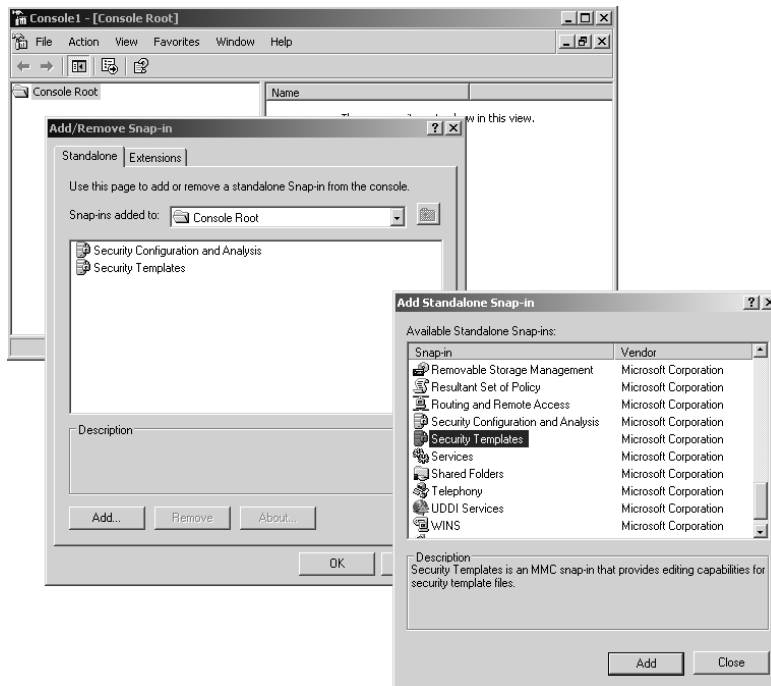 Console1 - [Console Root]
File Action View Favorites Window Help
Console Root
Name
w in this view.
Add/Remove Snap-in
Standalone Extensions
Use this page to add or remove a standalone Snap-in from the console.
Snap-ins added to: Console Root
Security Configuration and Analysis
Security Templates
Description
Add... Remove About...
OK
Add Standalone Snap-in
Available Standalone Snap-ins:
Snap-in Vendor
Removable Storage Management Microsoft Corporation
Resultant Set of Policy Microsoft Corporation
Routing and Remote Access Microsoft Corporation
Security Configuration and Analysis Microsoft Corporation
Security Templates Microsoft Corporation
Services Microsoft Corporation
Shared Folders Microsoft Corporation
Telephony Microsoft Corporation
UDDI Services Microsoft Corporation
WINS Microsoft Corporation
Description
Security Templates is an MMC snap-in that provides editing capabilities for
security template files.
Add Close